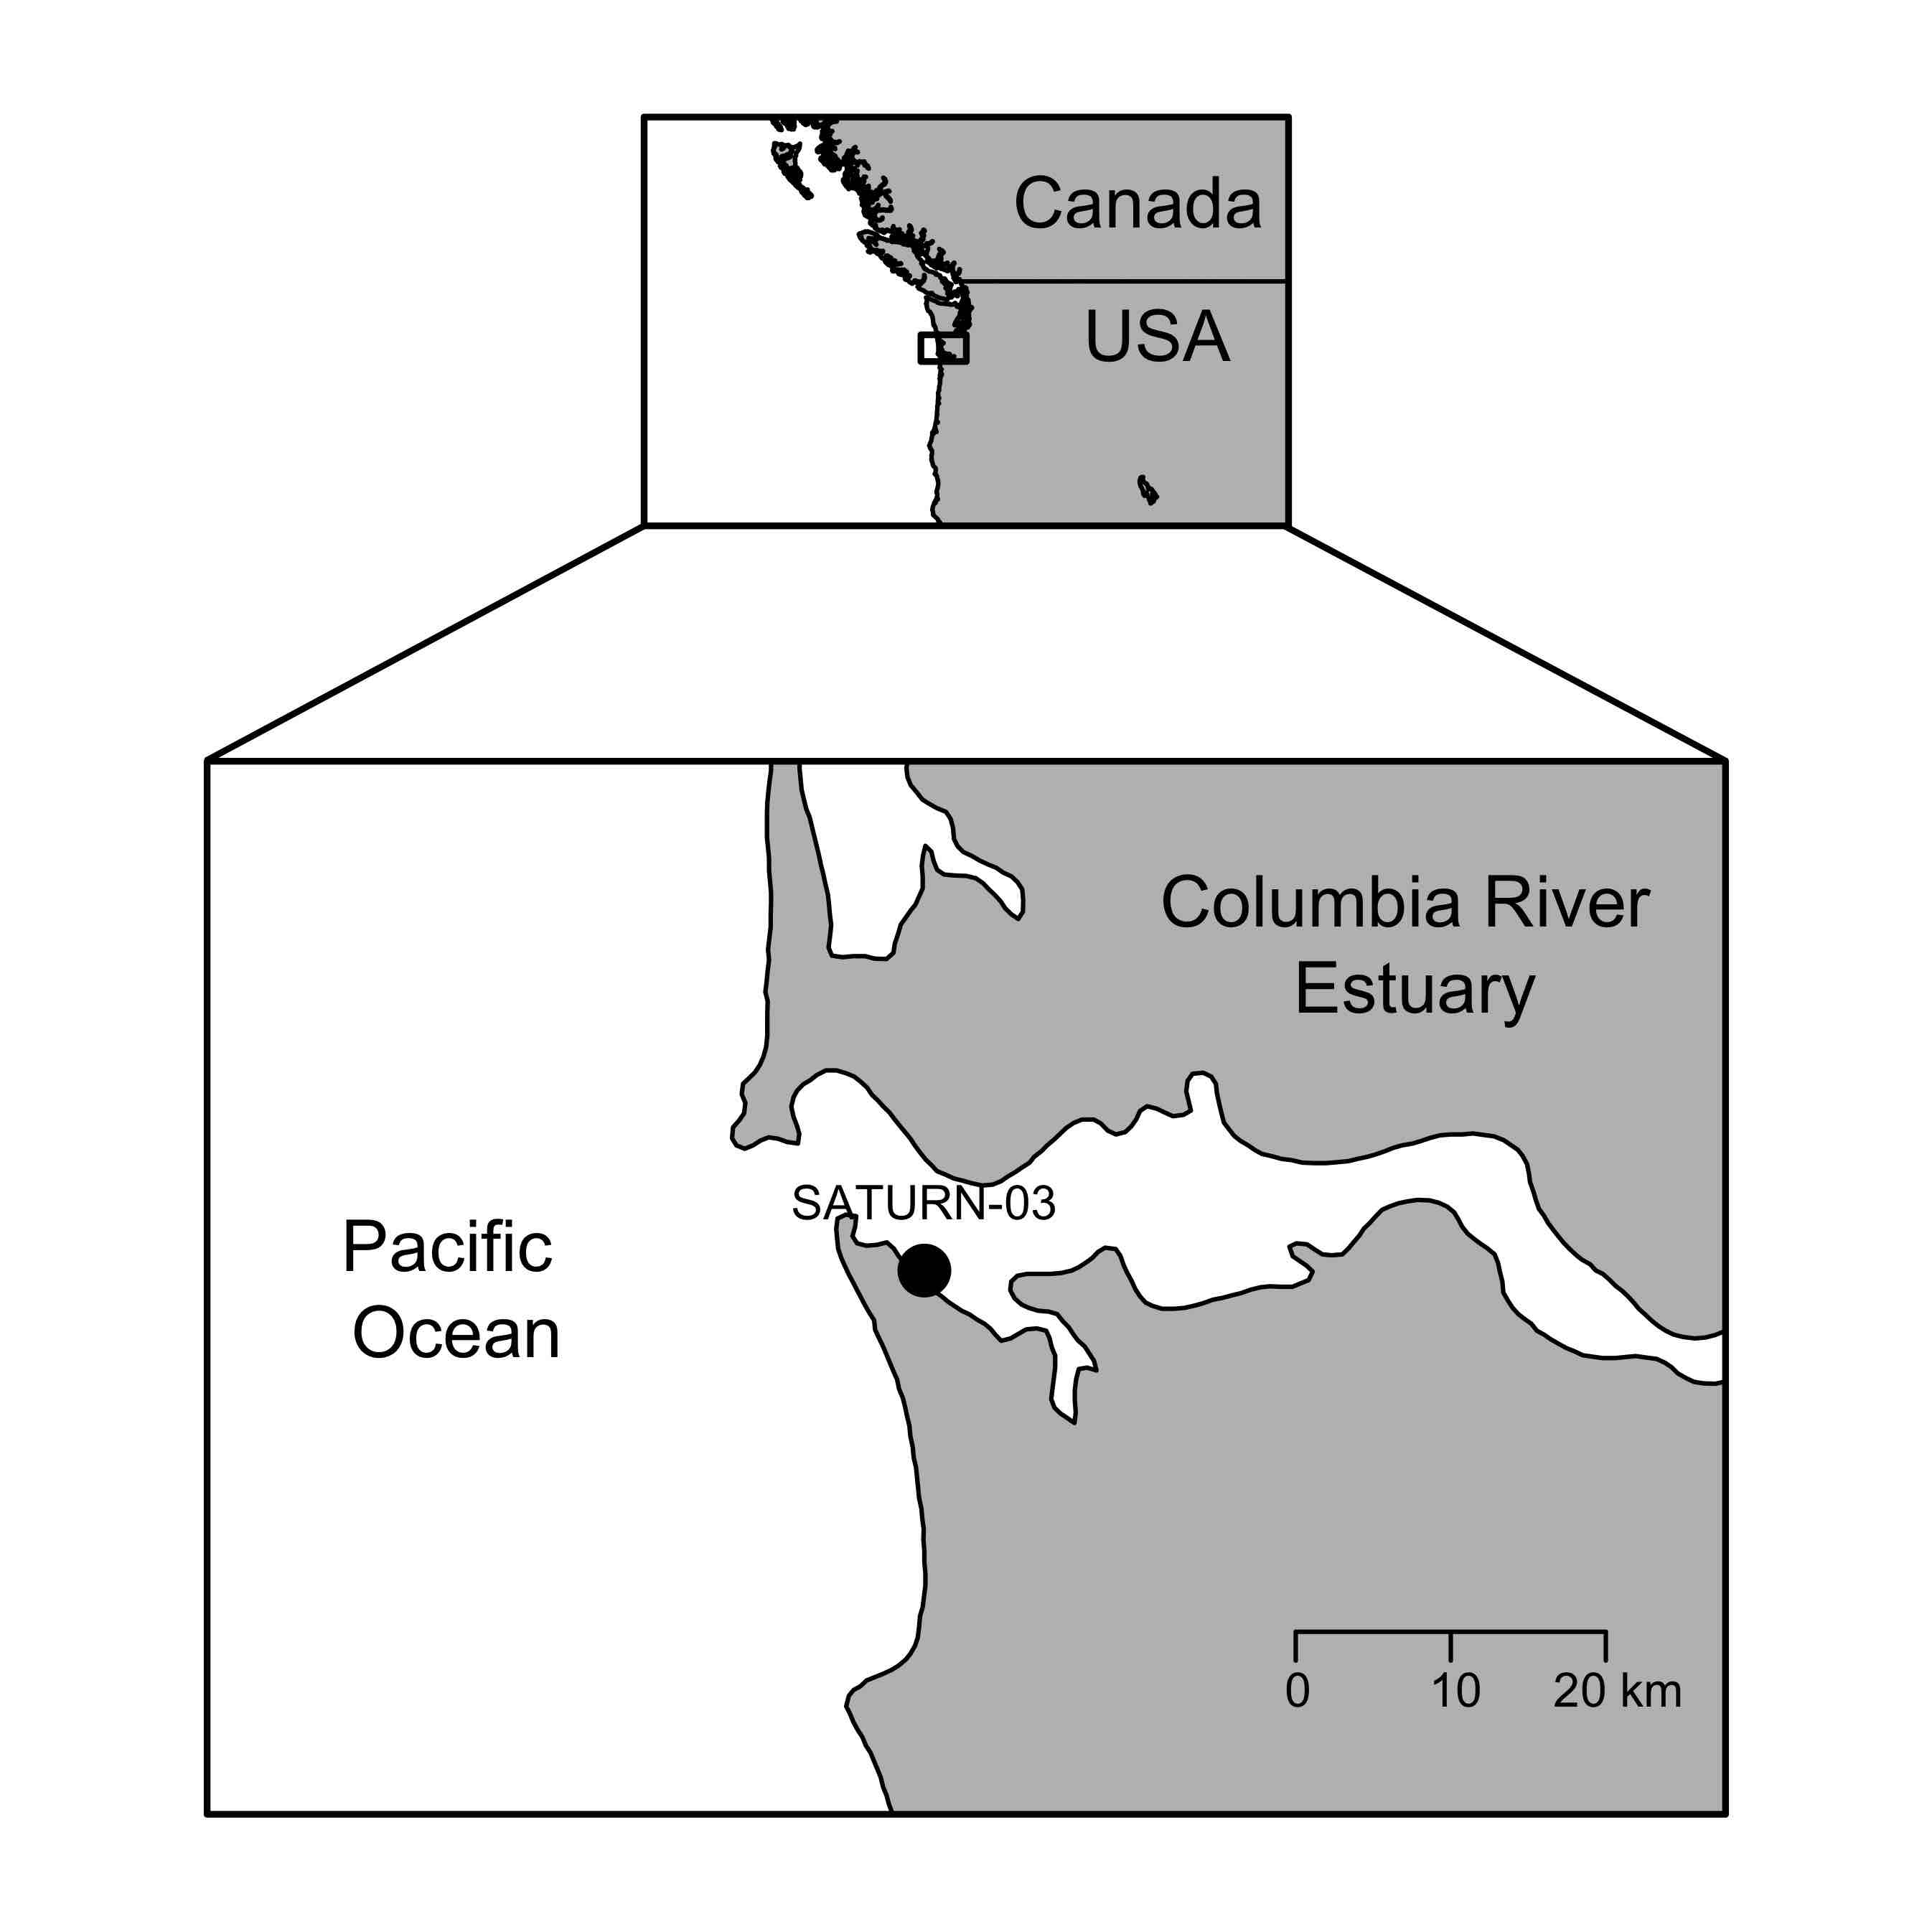 Canada
USA
Columbia River
Estuary
SATURN-03
Pacific
Ocean
0 10 20 km